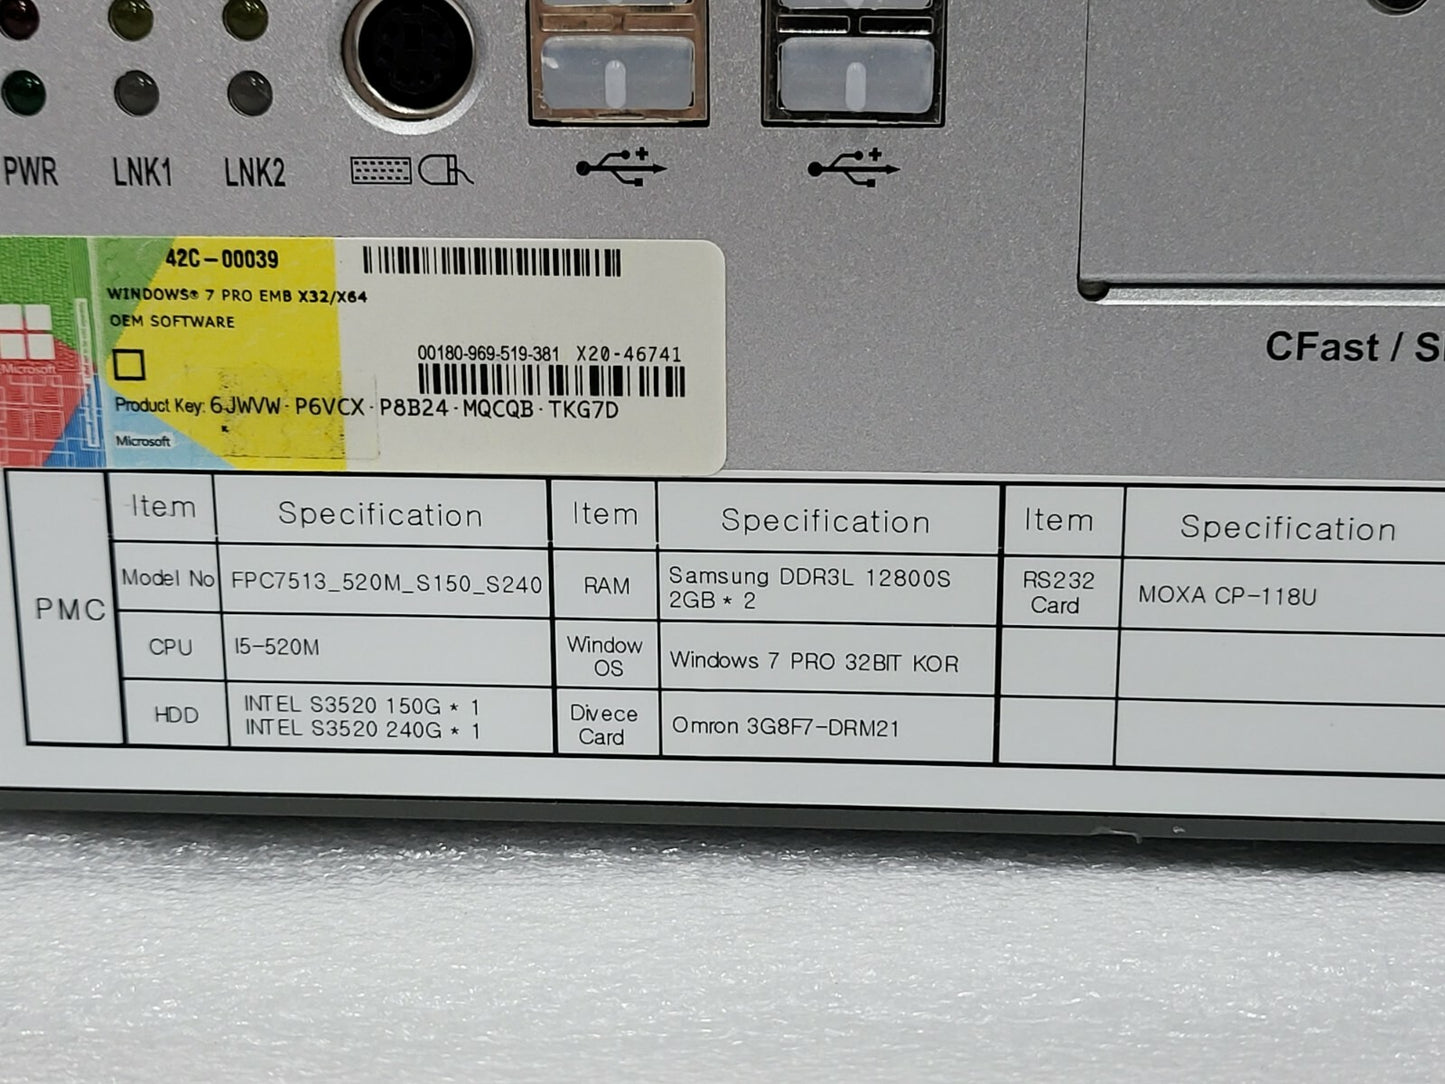 PWR LNK1 LNK2
CFast / S
42C-00039
WINDOWS® 7 PRO EMB X32/X64
OEM SOFTWARE
00180-969-519-381 X20-46741
Product Key: 6JWVW-P6VCX-P8B24-MQCQB-TKG7D
Microsoft
Microsoft
PMC
Item Specification Item Specification Item Specification
Model No FPC7513_520M_S150_S240 RAM Samsung DDR3L 12800S
2GB * 2
RS232
Card
MOXA CP-118U
CPU I5-520M Window
OS
Windows 7 PRO 32BIT KOR
HDD INTEL S3520 150G * 1
INTEL S3520 240G * 1
Divece
Card
Omron 3G8F7-DRM21